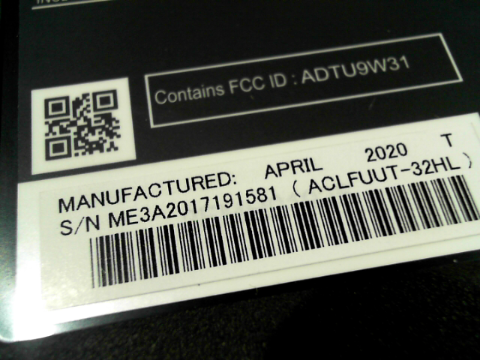 Contains FCC ID : ADTU9W31
MANUFACTURED: APRIL 2020 T
S/N ME3A2017191581 ( ACLFUUT-32HL )